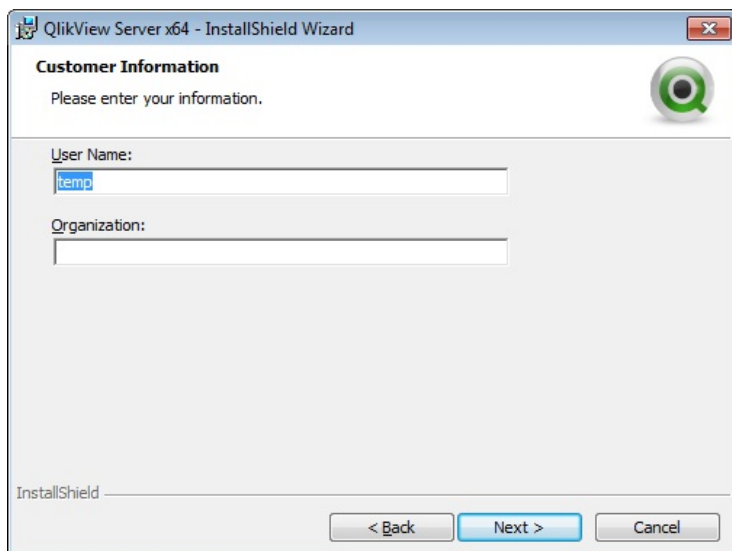 QlikView Server x64 - InstallShield Wizard
Customer Information
Please enter your information.
User Name:
temp
Organization:
InstallShield
< Back Next > Cancel